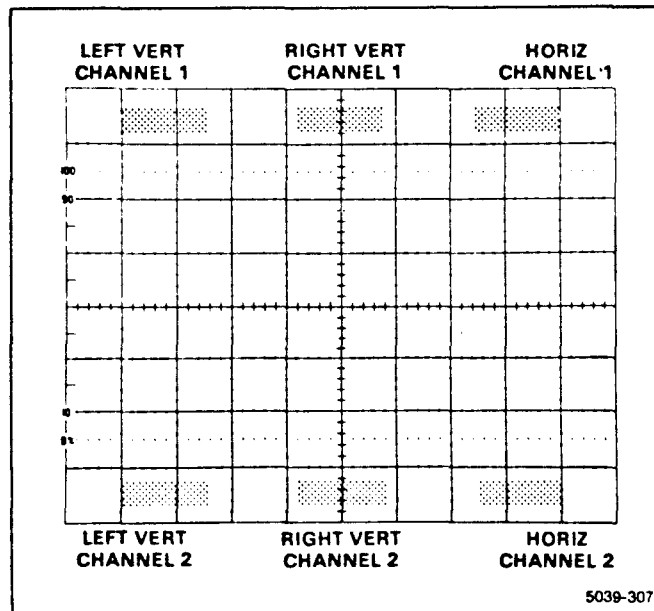 LEFT VERT
CHANNEL 1
RIGHT VERT
CHANNEL 1
HORIZ
CHANNEL 1
100
90
10
0%
LEFT VERT
CHANNEL 2
RIGHT VERT
CHANNEL 2
HORIZ
CHANNEL 2
5039-307